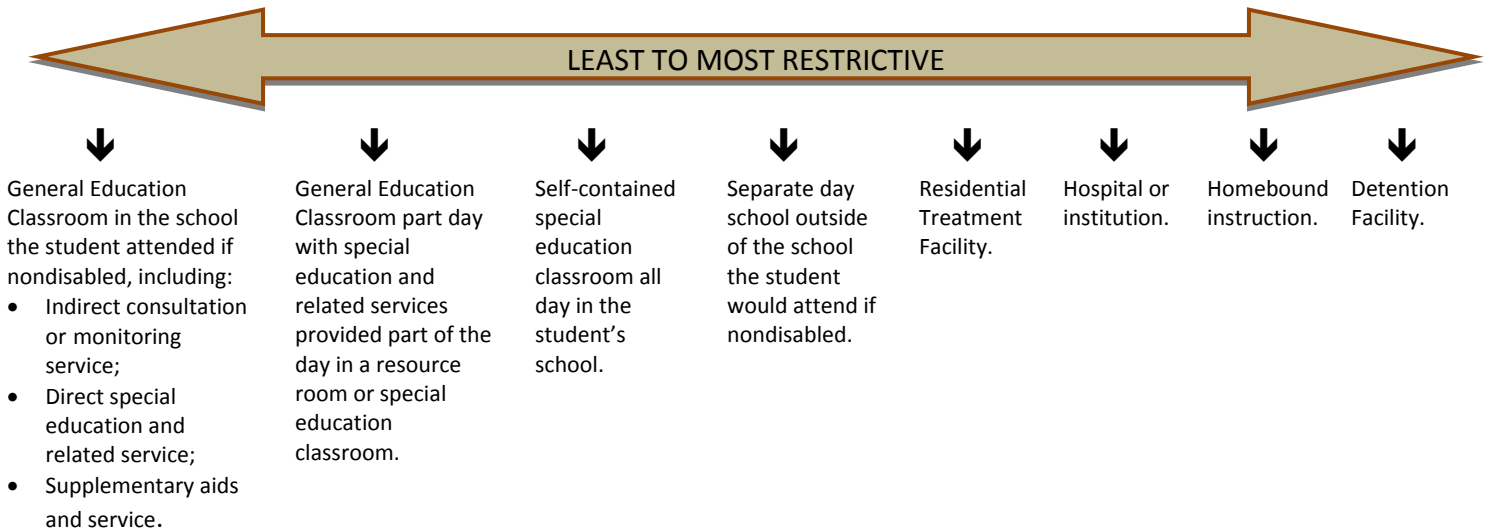 LEAST TO MOST RESTRICTIVE
General Education
Classroom in the school
the student attended if
nondisabled, including:
• Indirect consultation
or monitoring
service;
• Direct special
education and
related service;
• Supplementary aids
and service.
General Education
Classroom part day
with special
education and
related services
provided part of the
day in a resource
room or special
education
classroom.
Self-contained
special
education
classroom all
day in the
student’s
school.
Separate day
school outside
of the school
the student
would attend if
nondisabled.
Residential
Treatment
Facility.
Hospital or
institution.
Homebound
instruction.
Detention
Facility.